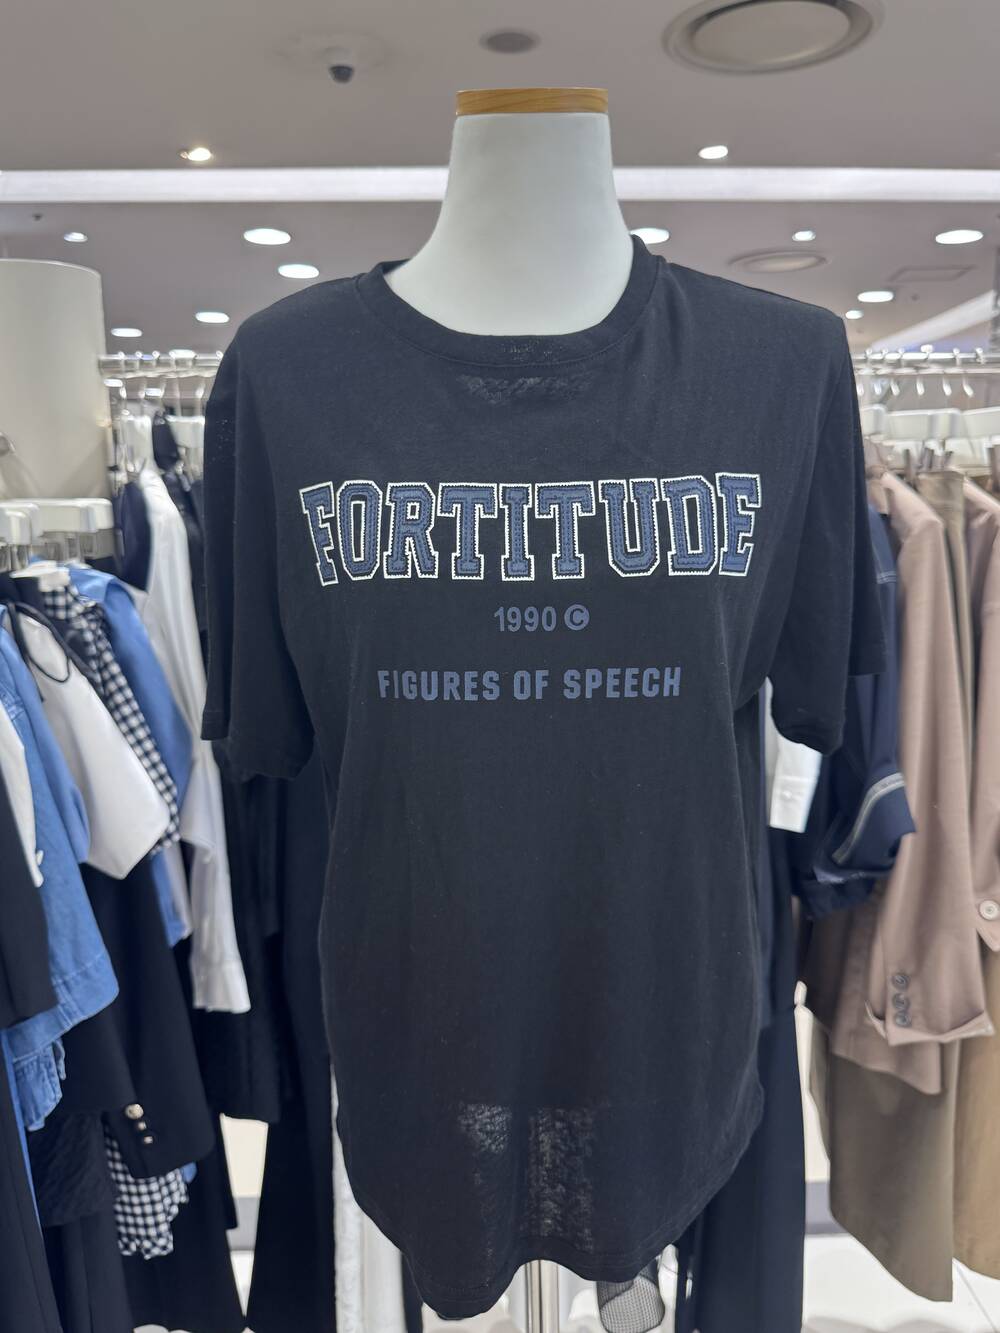 FORTITUDE
1990 ©
FIGURES OF SPEECH